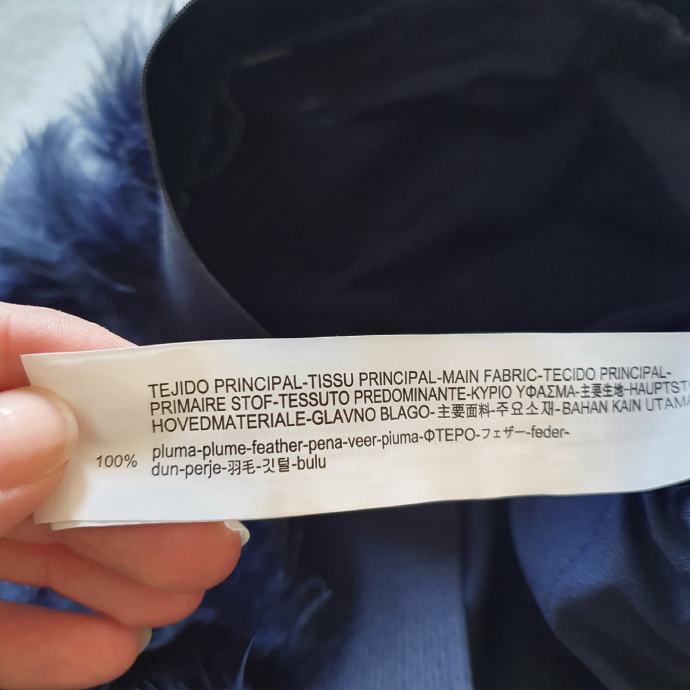 TEJIDO PRINCIPAL-TISSU PRINCIPAL-MAIN FABRIC-TECIDO PRINCIPAL-
PRIMAIRE STOF-TESSUTO PREDOMINANTE-ΚΥΡΙΟ ΥΦΑΣΜΑ-主要生地-HAUPTST
HOVEDMATERIALE-GLAVNO BLAGO-主要面料-주요소재-BAHAN KAIN UTAMA
100% pluma-plume-feather-pena-veer-piuma-ΦΤΕΡΟ-フェザー-feder-
dun-perje-羽毛-깃털-bulu